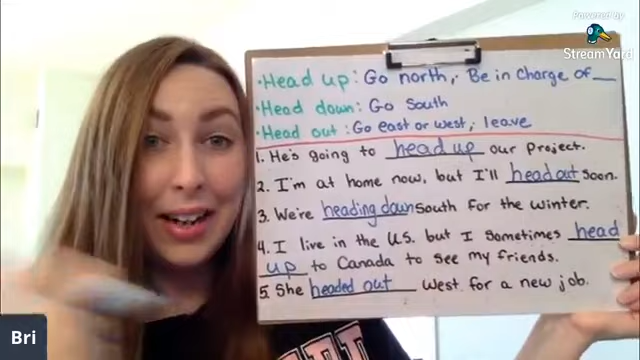 Powered by
StreamYard
• Head up: Go north,. Be in Charge of __
• Head down: Go South
• Head out: Go east or west, leave
1. He's going to head up our project.
2. I'm at home now, but I'll head out soon.
3. We're heading down south for the winter.
4. I live in the U.S. but I sometimes head
up to Canada to see my friends.
5. She headed out west for a new job.
Bri